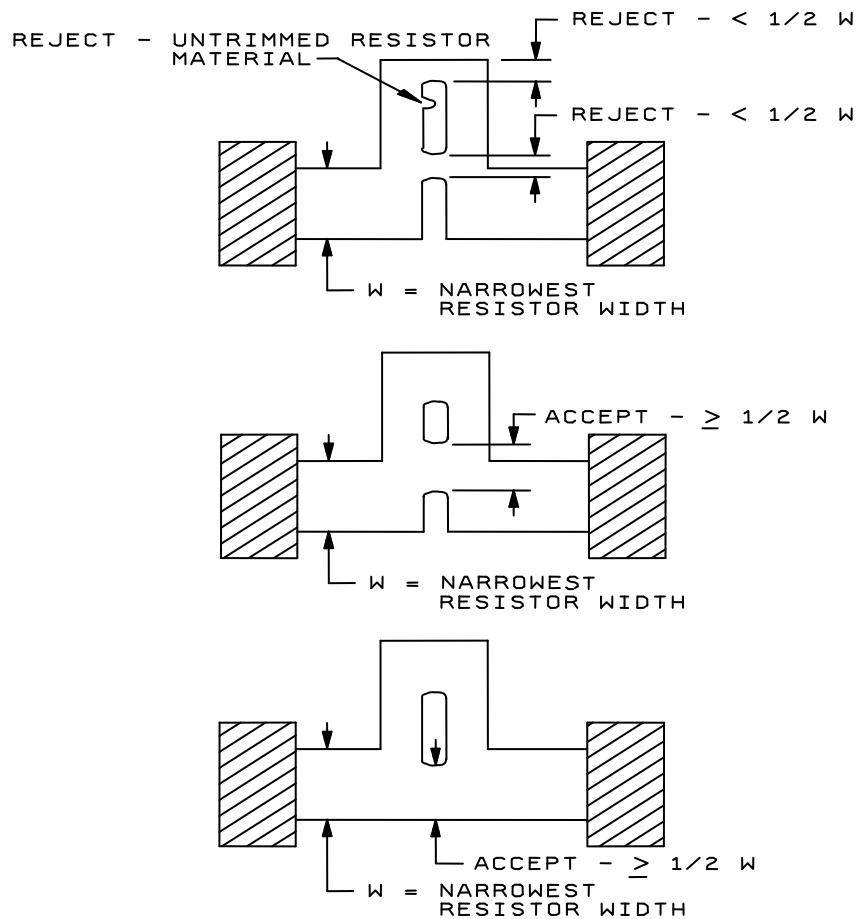 REJECT - < 1/2 W
REJECT - UNTRIMMED RESISTOR
MATERIAL
REJECT - < 1/2 W
W = NARROWEST
RESISTOR WIDTH
ACCEPT - ≥ 1/2 W
W = NARROWEST
RESISTOR WIDTH
ACCEPT - ≥ 1/2 W
W = NARROWEST
RESISTOR WIDTH